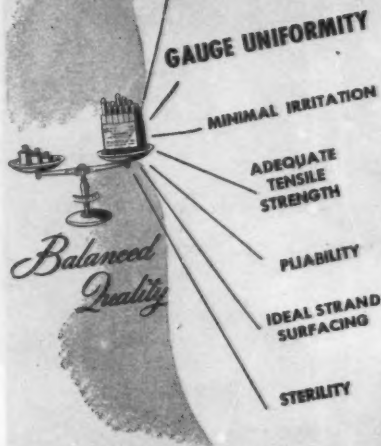 GAUGE UNIFORMITY
MINIMAL IRRITATION
ADEQUATE
TENSILE
STRENGTH
PLIABILITY
IDEAL STRAND
SURFACING
STERILITY
Balanced
Quality